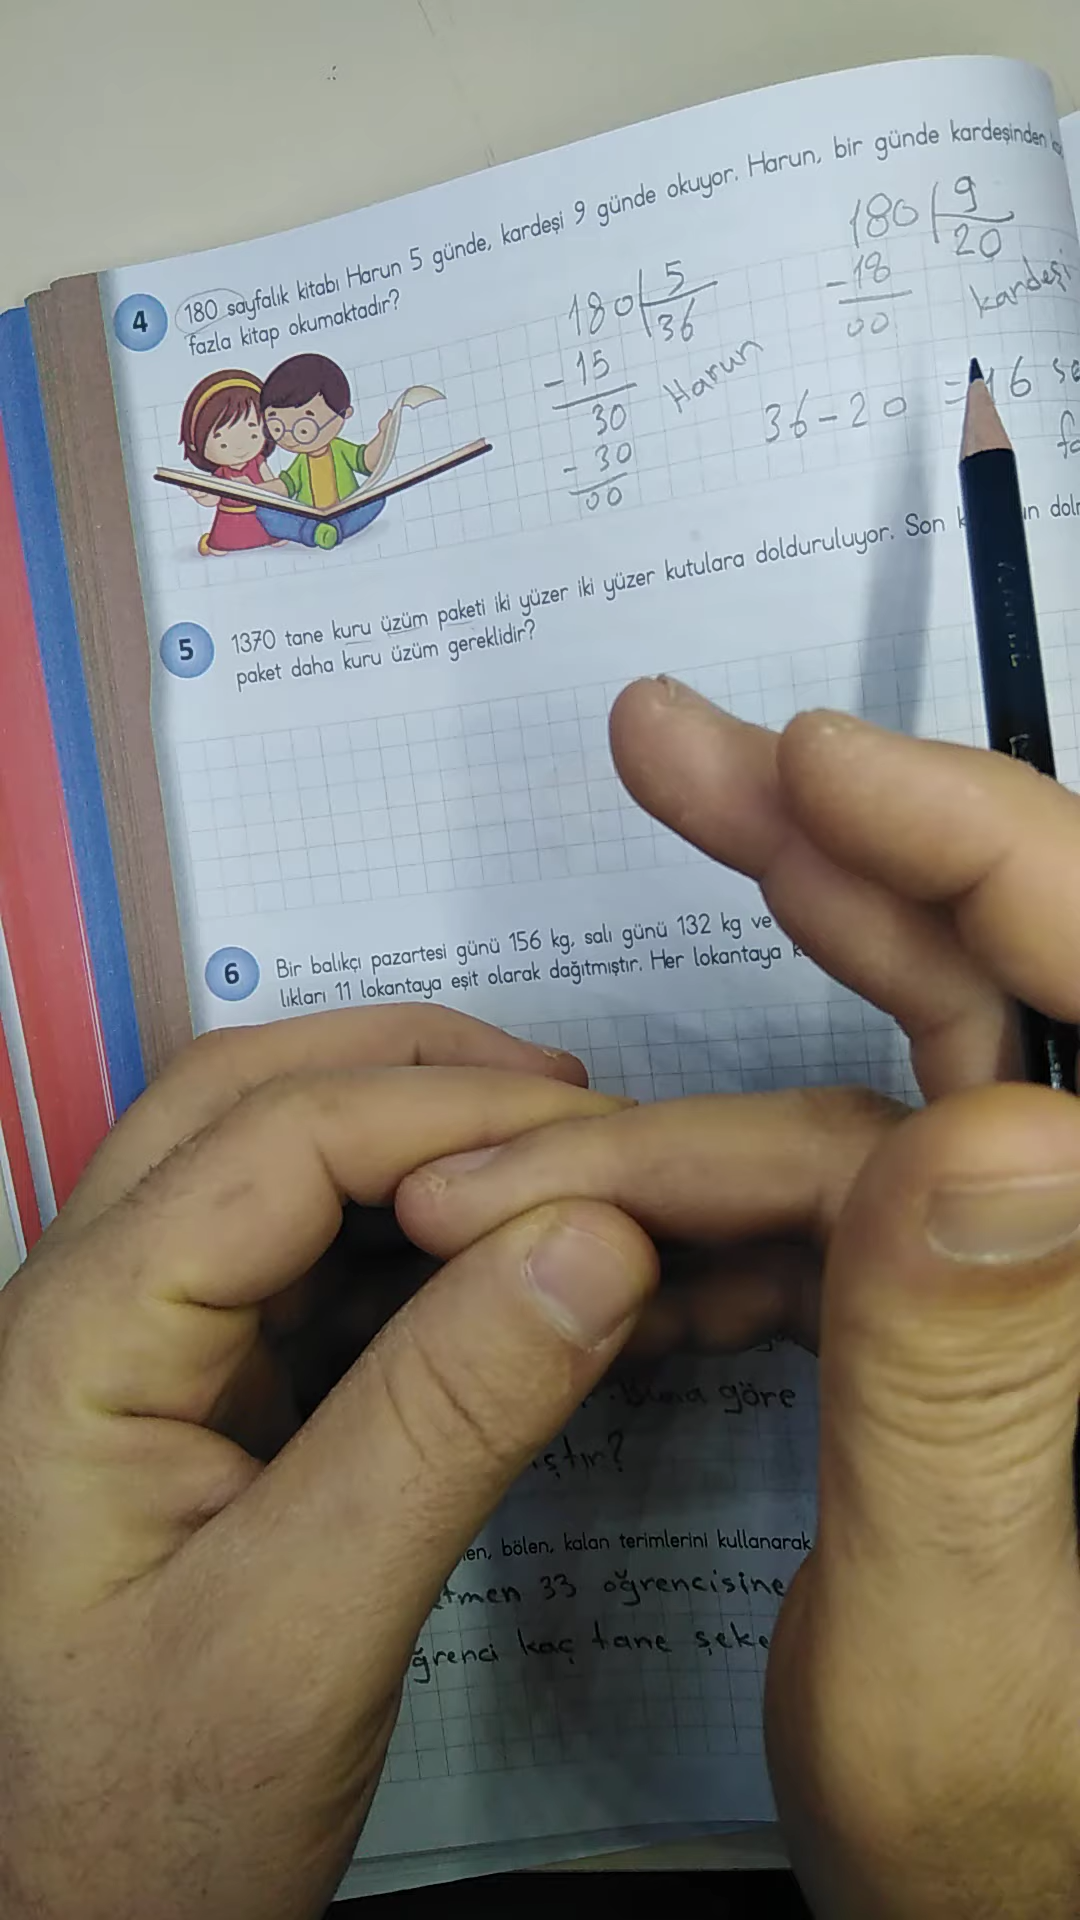 4 180 sayfalık kitabı Harun 5 günde, kardeşi 9 günde okuyor. Harun, bir günde kardeşinden
fazla kitap okumaktadır?
180 5
36
- 15
30
- 30
00
Harun
180 9
20
- 18
00
kardeşi
36 - 20 = 16
5 1370 tane kuru üzüm paketi iki yüzer iki yüzer kutulara dolduruluyor. Son
paket daha kuru üzüm gereklidir?
6 Bir balıkçı pazartesi günü 156 kg, salı günü 132 kg ve
lıkları 11 lokantaya eşit olarak dağıtmıştır. Her lokantaya
göre
bölen, kalan terimlerini kullanarak
33 öğrencisine
kaç tane